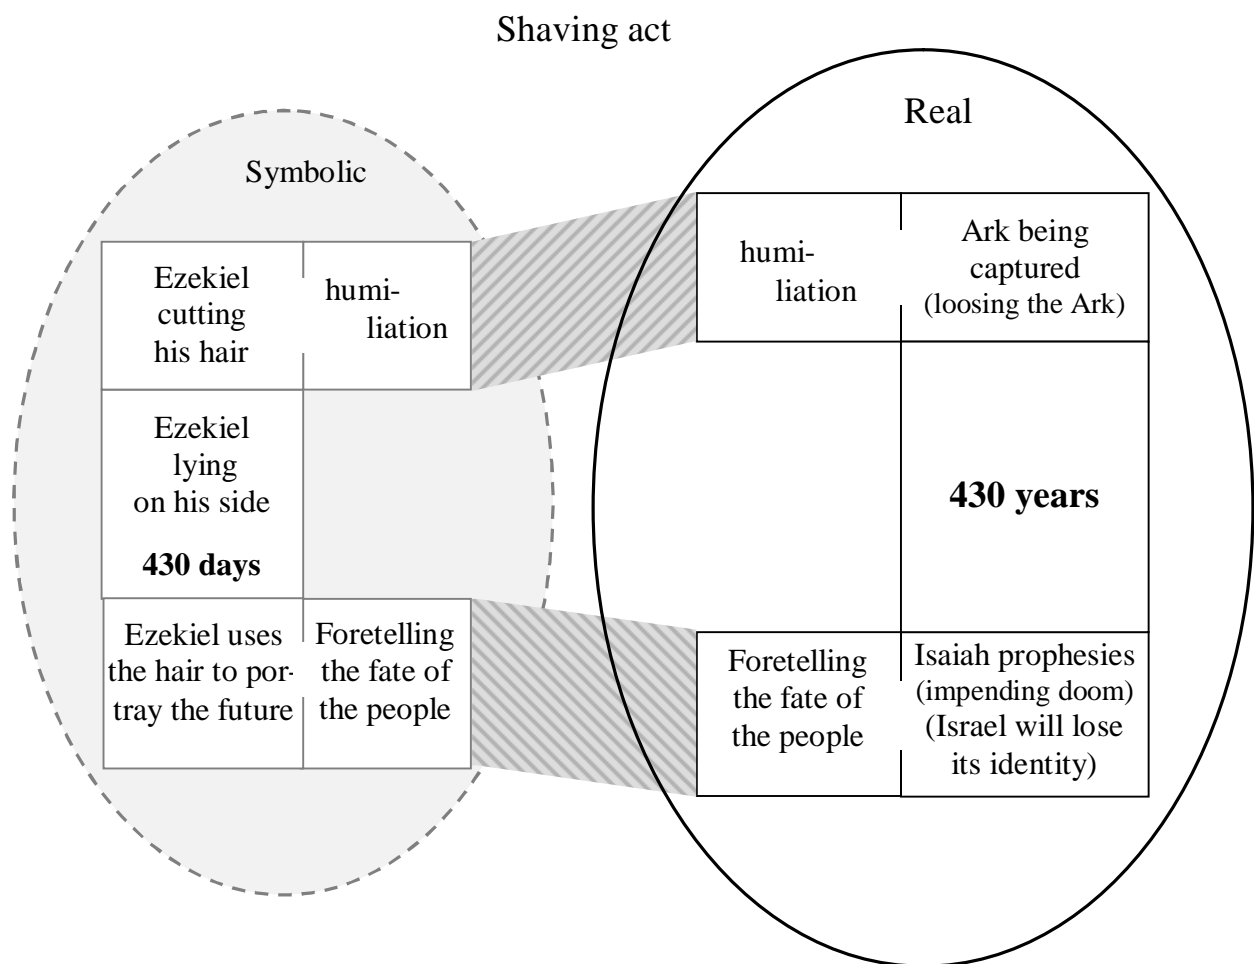 Shaving act
Symbolic
Ezekiel
cutting
his hair
humi-
liation
Ezekiel
lying
on his side
430 days
Ezekiel uses
the hair to por-
tray the future
Foretelling
the fate of
the people
Real
humi-
liation
Ark being
captured
(loosing the Ark)
430 years
Foretelling
the fate of
the people
Isaiah prophesies
(impending doom)
(Israel will lose
its identity)